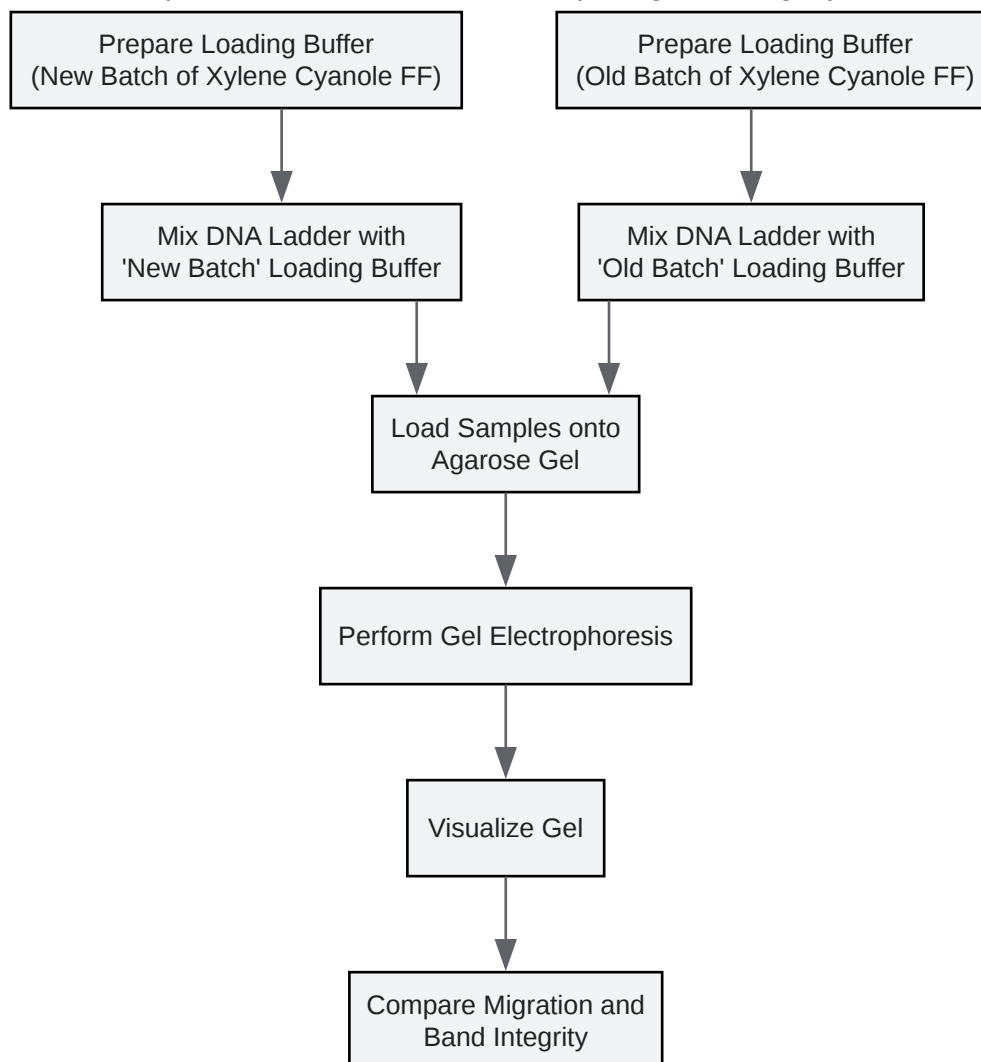 Prepare Loading Buffer
(New Batch of Xylene Cyanole FF)
Prepare Loading Buffer
(Old Batch of Xylene Cyanole FF)
Mix DNA Ladder with
'New Batch' Loading Buffer
Mix DNA Ladder with
'Old Batch' Loading Buffer
Load Samples onto
Agarose Gel
Perform Gel Electrophoresis
Visualize Gel
Compare Migration and
Band Integrity